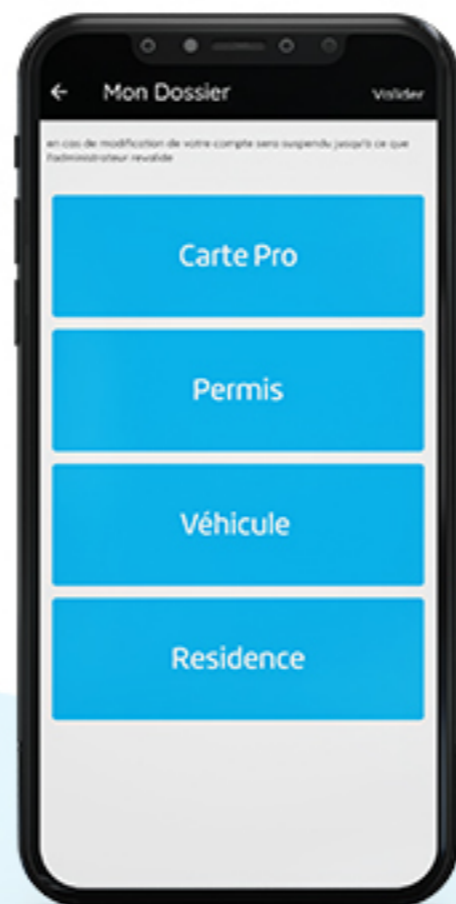 Mon Dossier
Valider
en cas de modification de votre compte sera suspendu jusqu'à ce que
l'administrateur revalide
Carte Pro
Permis
Véhicule
Residence